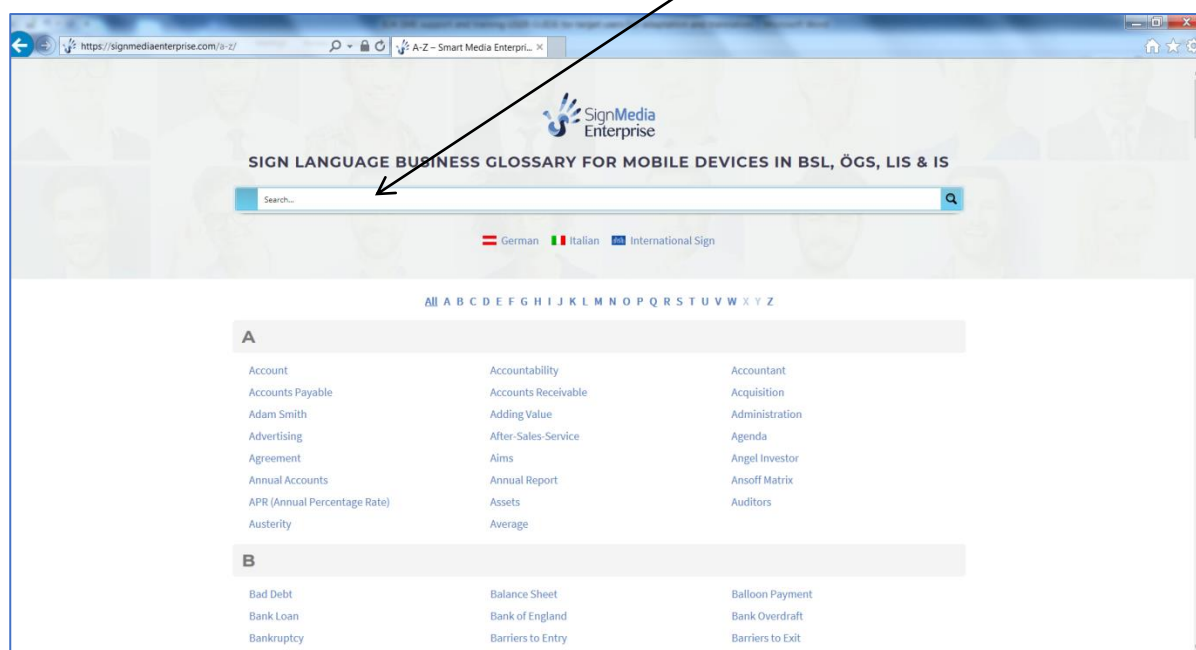 https://signmediaenterprise.com/a-z/
A-Z – Smart Media Enterpri...
SignMedia
Enterprise
SIGN LANGUAGE BUSINESS GLOSSARY FOR MOBILE DEVICES IN BSL, ÖGS, LIS & IS
Search...
German Italian International Sign
All A B C D E F G H I J K L M N O P Q R S T U V W X Y Z
A
Account Accountability Accountant
Accounts Payable Accounts Receivable Acquisition
Adam Smith Adding Value Administration
Advertising After-Sales-Service Agenda
Agreement Aims Angel Investor
Annual Accounts Annual Report Ansoff Matrix
APR (Annual Percentage Rate) Assets Auditors
Austerity Average
B
Bad Debt Balance Sheet Balloon Payment
Bank Loan Bank of England Bank Overdraft
Bankruptcy Barriers to Entry Barriers to Exit